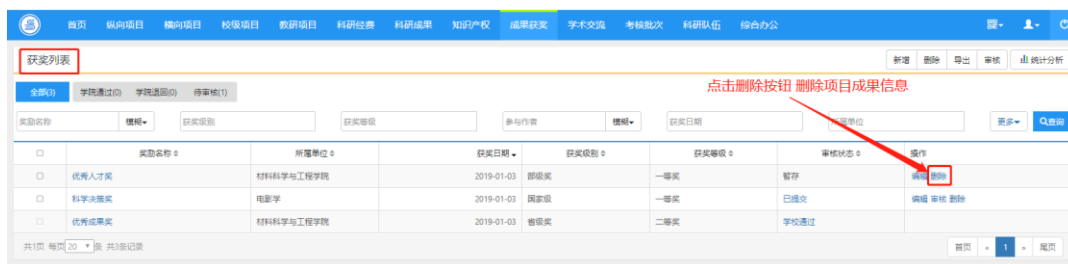 首页 纵向项目 横向项目 校级项目 教研项目 科研经费 科研成果 知识产权 成果获奖 学术交流 考核批次 科研队伍 综合办公
获奖列表 新增 删除 导出 审核 统计分析
全部(3) 学院通过(0) 学院退回(0) 待审核(1)
点击删除按钮 删除项目成果信息
奖励名称 模糊 获奖级别 获奖等级 参与作者 模糊 获奖日期 所属单位 更多 查询
奖励名称 所属单位 获奖日期 获奖级别 获奖等级 审核状态 操作
优秀人才奖 材料科学与工程学院 2019-01-03 部级奖 一等奖 暂存 编辑 删除
科学决策奖 电影学 2019-01-03 国家级 一等奖 已提交 编辑 审核 删除
优秀成果奖 材料科学与工程学院 2019-01-03 省级奖 二等奖 学校通过
共1页 每页 20 条 共3条记录 首页 « 1 » 尾页